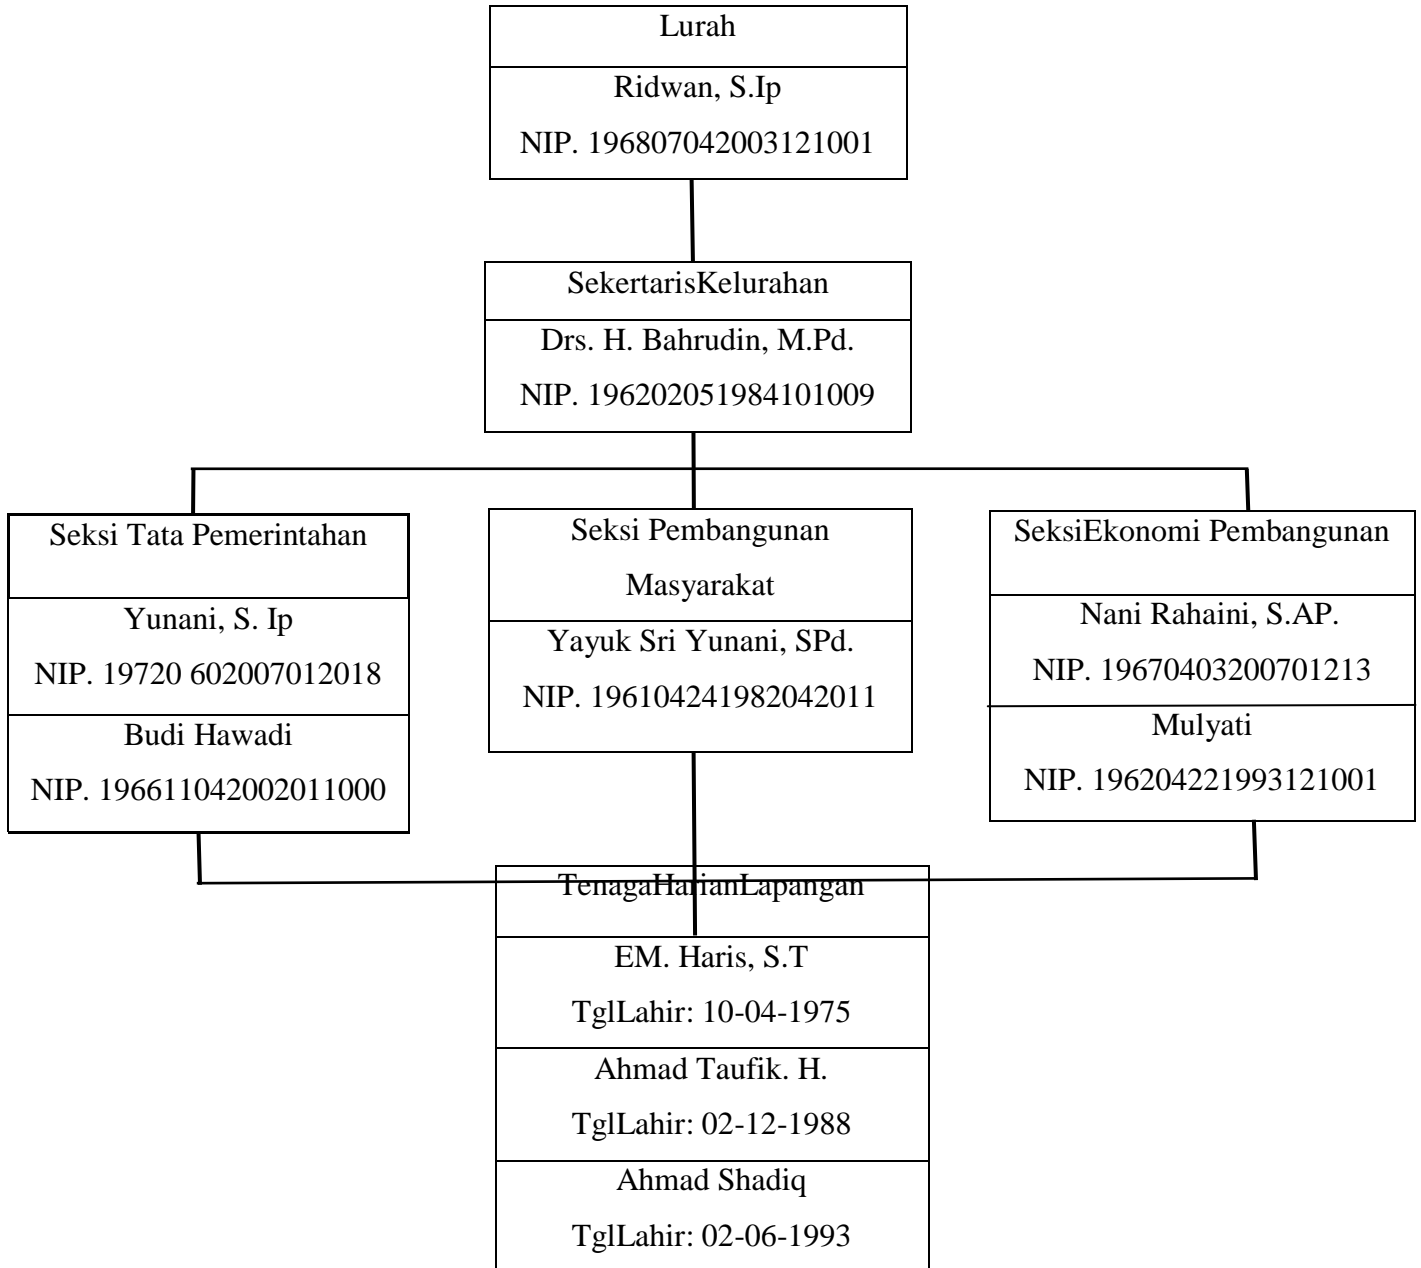 Lurah
Ridwan, S.Ip
NIP. 196807042003121001
SekertarisKelurahan
Drs. H. Bahrudin, M.Pd.
NIP. 196202051984101009
Seksi Tata Pemerintahan
Yunani, S. Ip
NIP. 19720 602007012018
Budi Hawadi
NIP. 196611042002011000
Seksi Pembangunan
Masyarakat
Yayuk Sri Yunani, SPd.
NIP. 196104241982042011
SeksiEkonomi Pembangunan
Nani Rahaini, S.AP.
NIP. 19670403200701213
Mulyati
NIP. 196204221993121001
TenagaHarianLapangan
EM. Haris, S.T
TglLahir: 10-04-1975
Ahmad Taufik. H.
TglLahir: 02-12-1988
Ahmad Shadiq
TglLahir: 02-06-1993